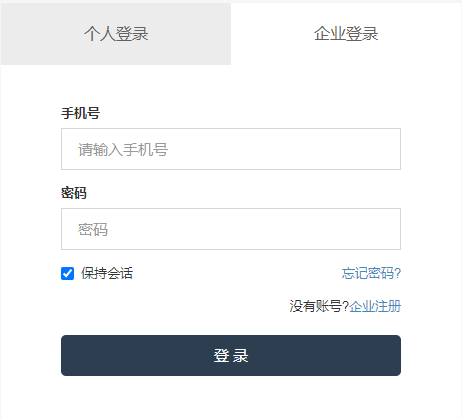 个人登录 企业登录
手机号
请输入手机号
密码
密码
保持会话 忘记密码?
没有账号?企业注册
登 录